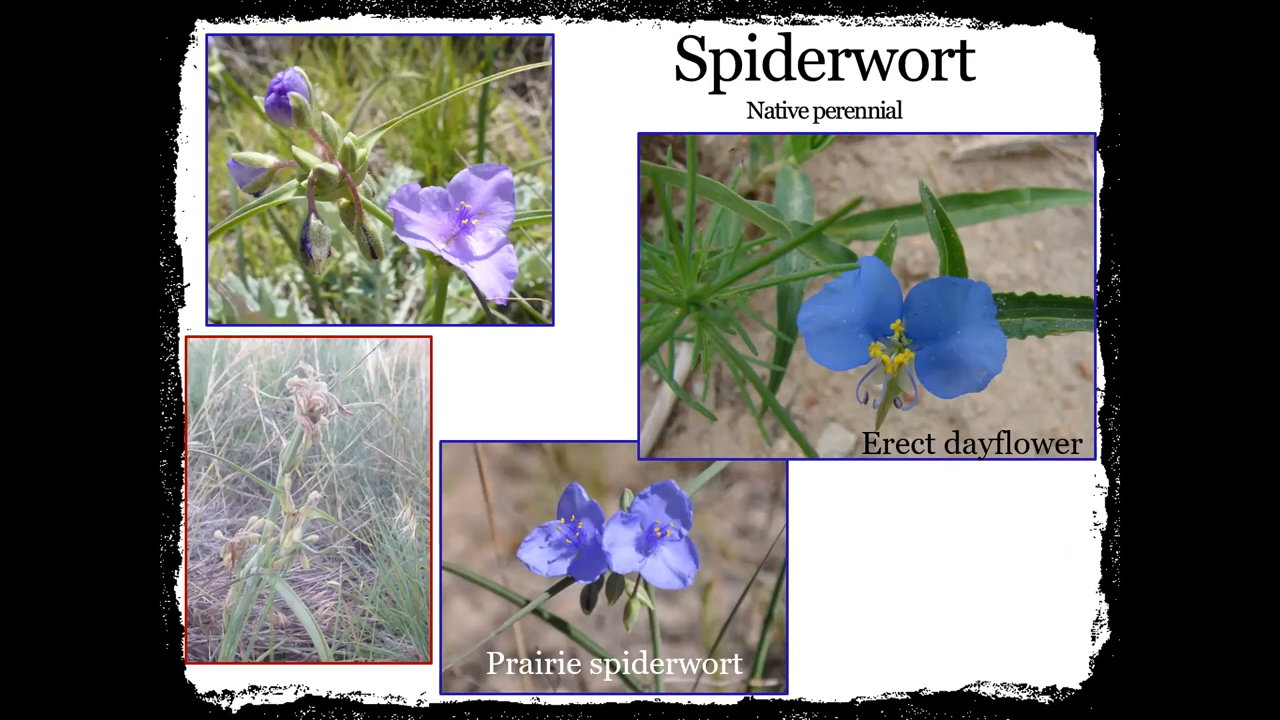 Spiderwort
Native perennial
Erect dayflower
Prairie spiderwort